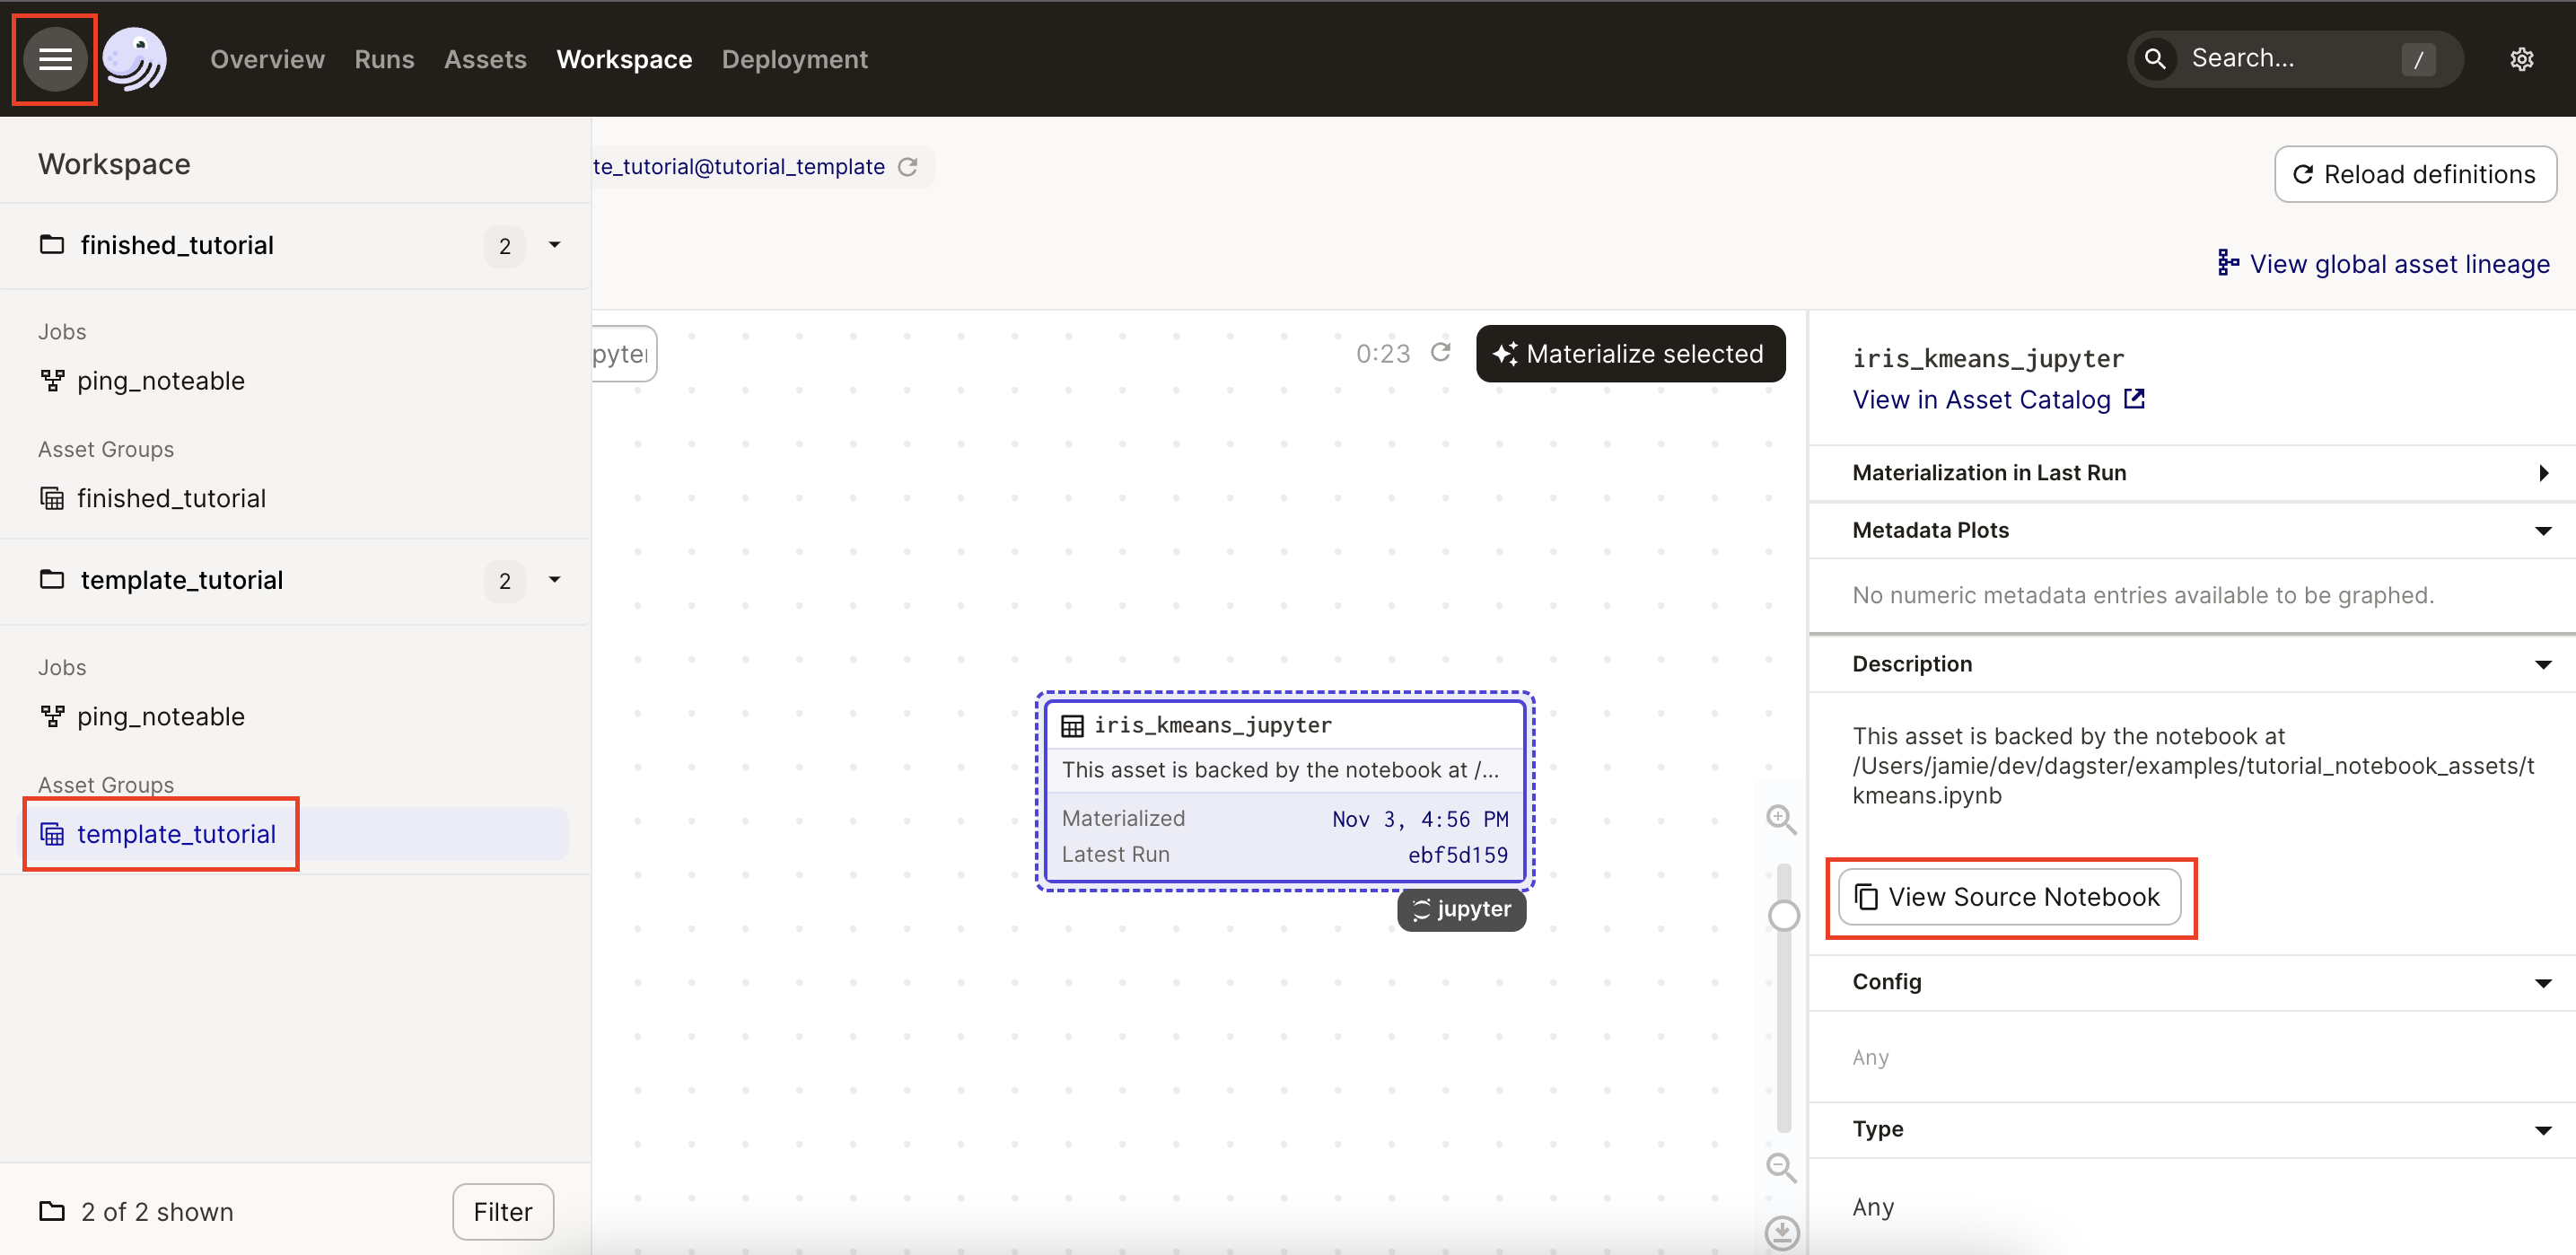 Overview Runs Assets Workspace Deployment
Search... /
Workspace
finished_tutorial 2
Jobs
ping_noteable
Asset Groups
finished_tutorial
template_tutorial 2
Jobs
ping_noteable
Asset Groups
template_tutorial
2 of 2 shown
Filter
te_tutorial@tutorial_template
Reload definitions
View global asset lineage
0:23
Materialize selected
iris_kmeans_jupyter
This asset is backed by the notebook at /...
Materialized Nov 3, 4:56 PM
Latest Run ebf5d159
jupyter
iris_kmeans_jupyter
View in Asset Catalog
Materialization in Last Run
Metadata Plots
No numeric metadata entries available to be graphed.
Description
This asset is backed by the notebook at
/Users/jamie/dev/dagster/examples/tutorial_notebook_assets/t
kmeans.ipynb
View Source Notebook
Config
Any
Type
Any